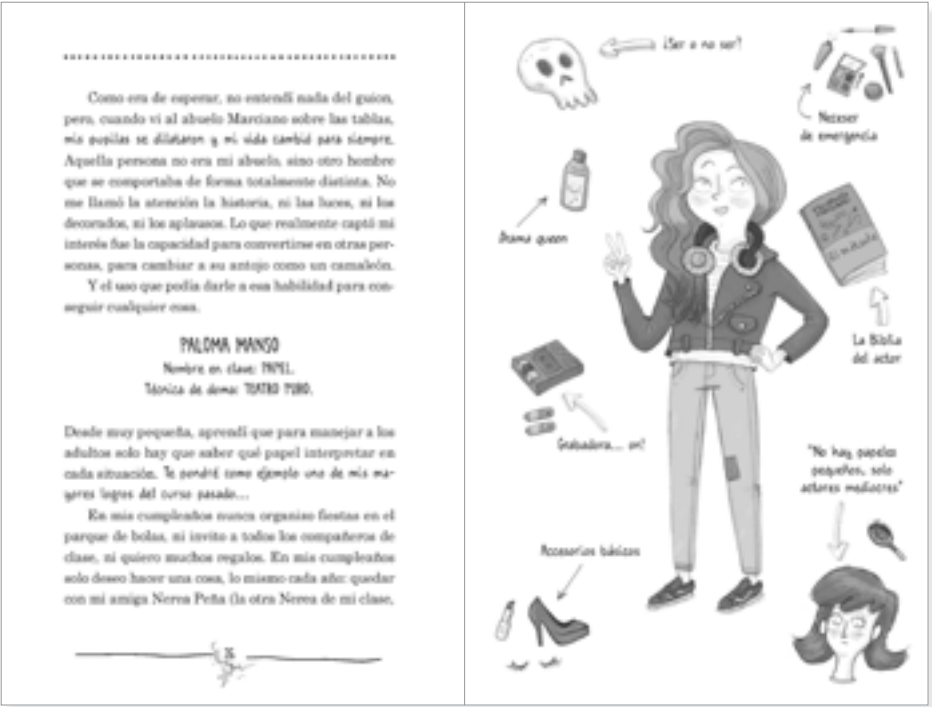 Como era de esperar, no entendí nada del guion,
pero, cuando vi al abuelo Marciano sobre las tablas,
mis pupilas se dilataron y mi vida cambió para siempre.
Aquella persona no era mi abuelo, sino otro hombre
que se comportaba de forma totalmente distinta. No
me llamó la atención la historia, ni las luces, ni los
decorados, ni los aplausos. Lo que realmente captó mi
interés fue la capacidad para convertirse en otras per-
sonas, para cambiar a su antojo como un camaleón.
Y el uso que podía darle a esa habilidad para con-
seguir cualquier cosa.
PALOMA MANSO
Nombre en clave: PAPEL.
Técnica de doma: TEATRO PURO.
Desde muy pequeña, aprendí que para manejar a los
adultos solo hay que saber qué papel interpretar en
cada situación. Te pondré como ejemplo uno de mis ma-
yores logros del curso pasado...
En mis cumpleaños nunca organizo fiestas en el
parque de bolas, ni invito a todos los compañeros de
clase, ni quiero muchos regalos. En mis cumpleaños
solo deseo hacer una cosa, lo mismo cada año: quedar
con mi amiga Nerea Peña (la otra Nerea de mi clase,
¿Ser o no ser?
Neceser
de emergencia
Drama queen
El método
La Biblia
del actor
Grabadora... on!
"No hay papeles
pequeños, solo
actores mediocres"
Accesorios básicos